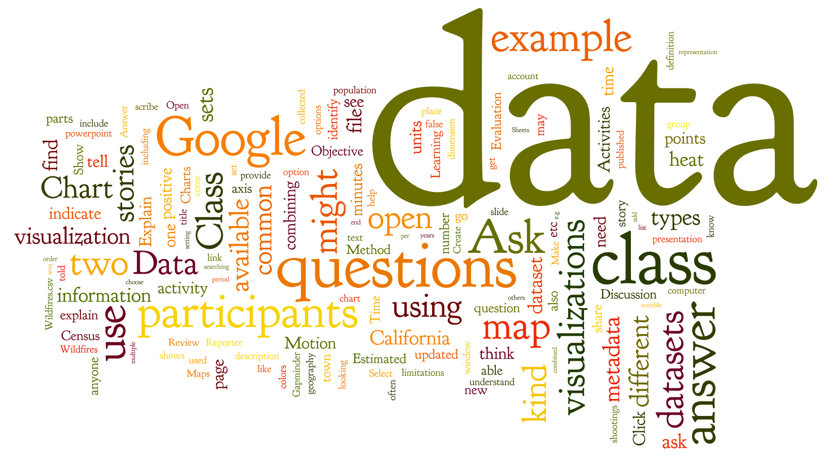 data
example
definition
representation
account
time
population
scribe
Open
sets
collected
options
identify
see
file
place
units
false
Learning
dimension
Evaluation
get
Sheets
may
Activities
published
group
points
heat
parts
include
powerpoint
Answer
including
Google
Objective
find
Show
tell
stories
Chart
indicate
visualization
Explain
one
positive
title
Charts
count
setting
Class
set
provide
axis
available
common
option
combining
might
minutes
help
end
text
Method
open
per
years
number
Create
go
slide
Ask
Make
etc
e.g
also
visualizations
need
story
add
list
types
presentation
know
class
order
sets
told
two
Data
choose
link
searching
period
activity
information
questions
chart
others
question
dataset
Discussion
computer
suitable
Wildfires.csv
explain
Census
Wildfires
use
multiple
participants
Time
using
California
map
share
metadata
different
datasets
answer
Motion
Review
Reporter
shows
used
description
Maps
page
like
colors
Gapminder
geography
town
looking
Estimated
updated
Select
limitations
often
window
think
able
understand
new
combined
kind
shootings
Click
ask
anyone